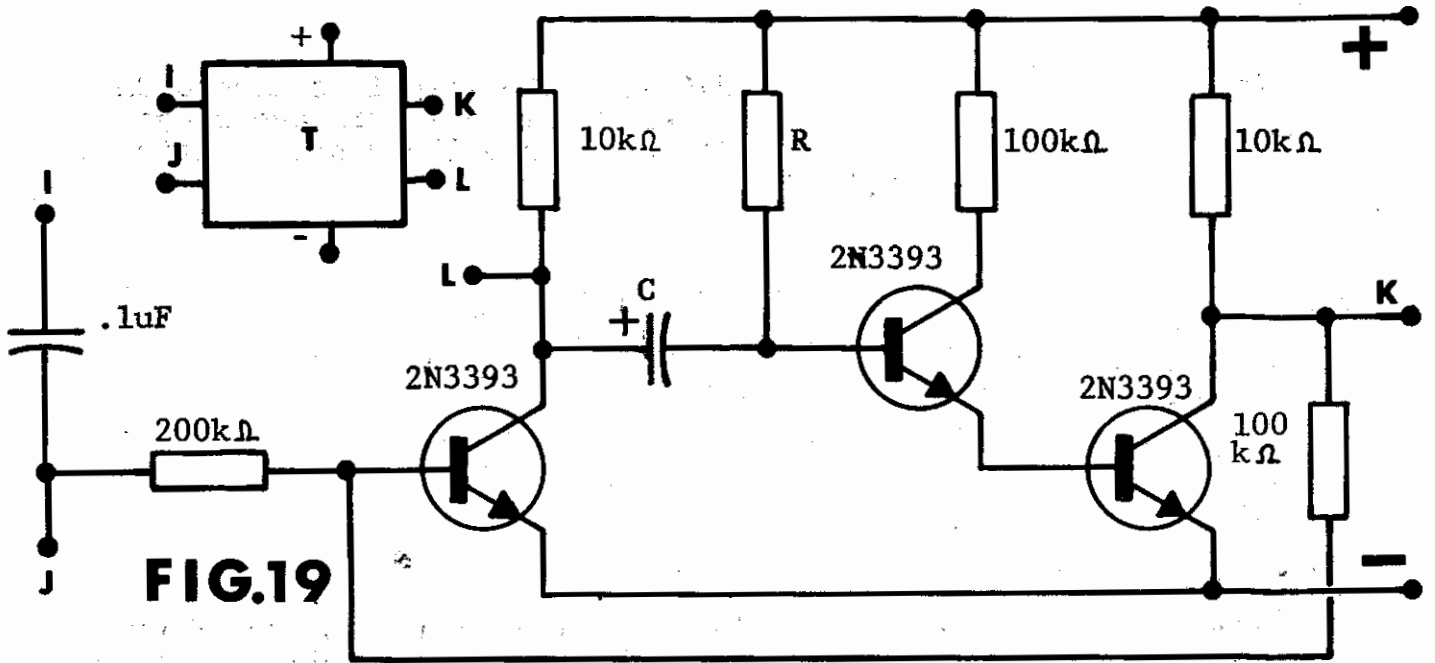 +
I
K
T
J
L
-
10kΩ
R
100kΩ
10kΩ
+
I
.1uF
L
C
+
2N3393
K
2N3393
2N3393
200kΩ
100
kΩ
J
FIG.19
-